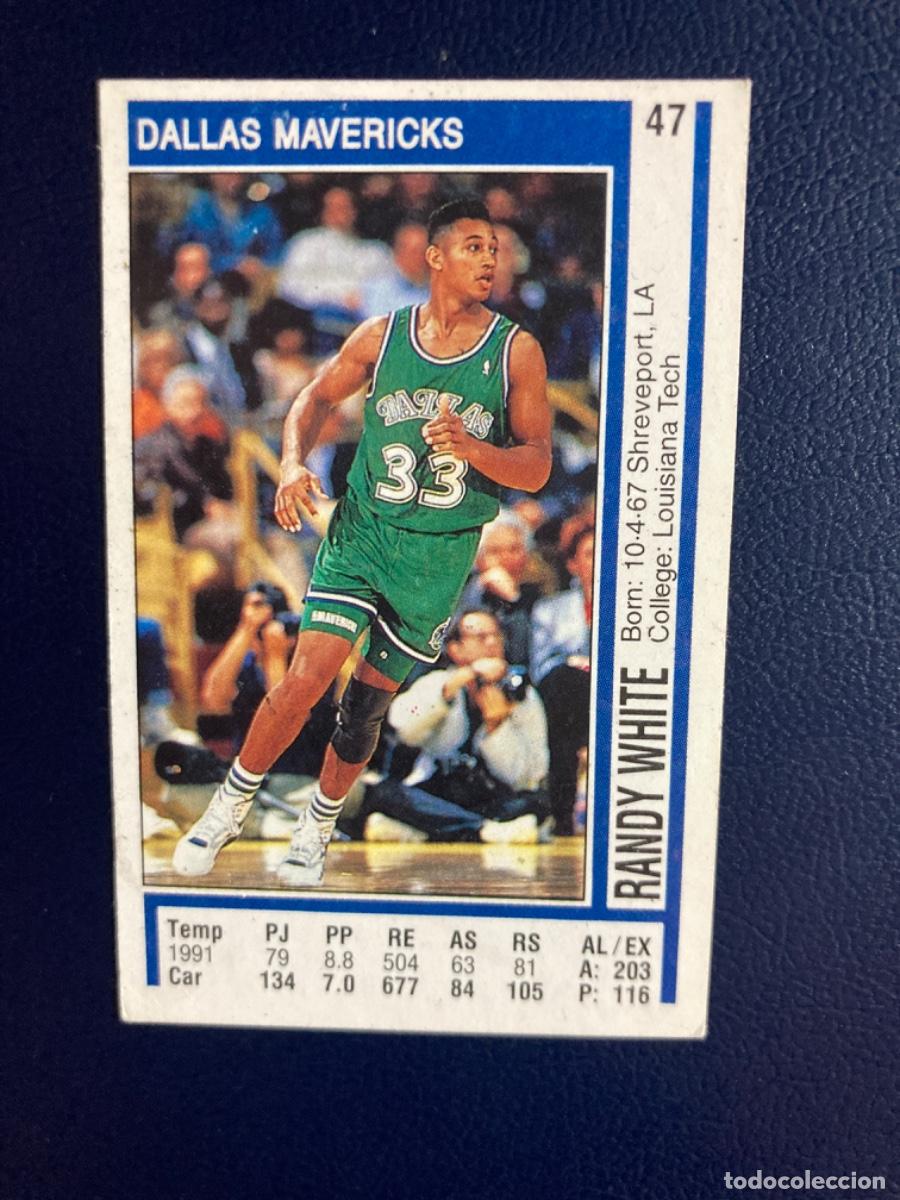 DALLAS MAVERICKS
47
DALLAS
33
MAVERICK
RANDY WHITE
Born: 10·4·67 Shreveport, LA
College: Louisiana Tech
Temp PJ PP RE AS RS AL/EX
1991 79 8.8 504 63 81 A: 203
Car 134 7.0 677 84 105 P: 116
todocoleccion